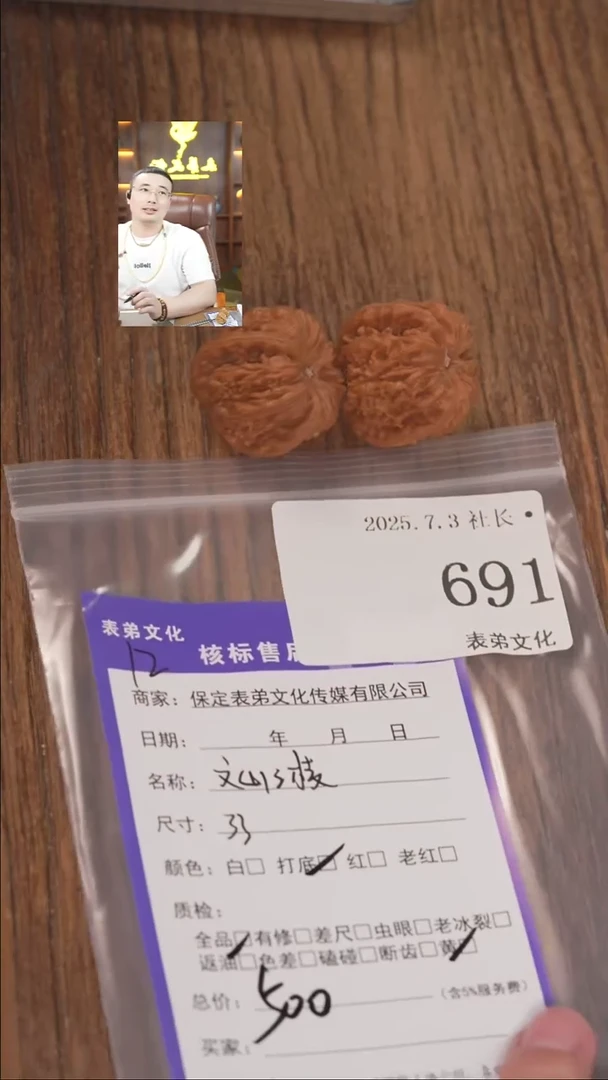 2025.7.3 社长
691
表弟文化
表弟文化
12
核标售后
商家：保定表弟文化传媒有限公司
日期： 年 月 日
名称：文山
尺寸：33
颜色：白□ 打底☑ 红□ 老红□
质检：
全品☑有修□差尺□虫眼□老冰裂□
返油□色差□磕碰□断齿□黄☑
总价：500 （含5%服务费）
买家：